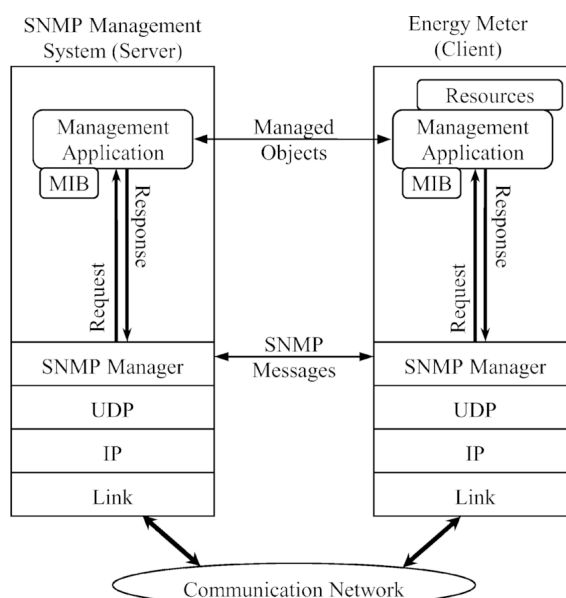 SNMP Management
System (Server)
Management
Application
MIB
Request
Response
SNMP Manager
UDP
IP
Link
Managed
Objects
SNMP
Messages
Energy Meter
(Client)
Resources
Management
Application
MIB
Request
Response
SNMP Manager
UDP
IP
Link
Communication Network